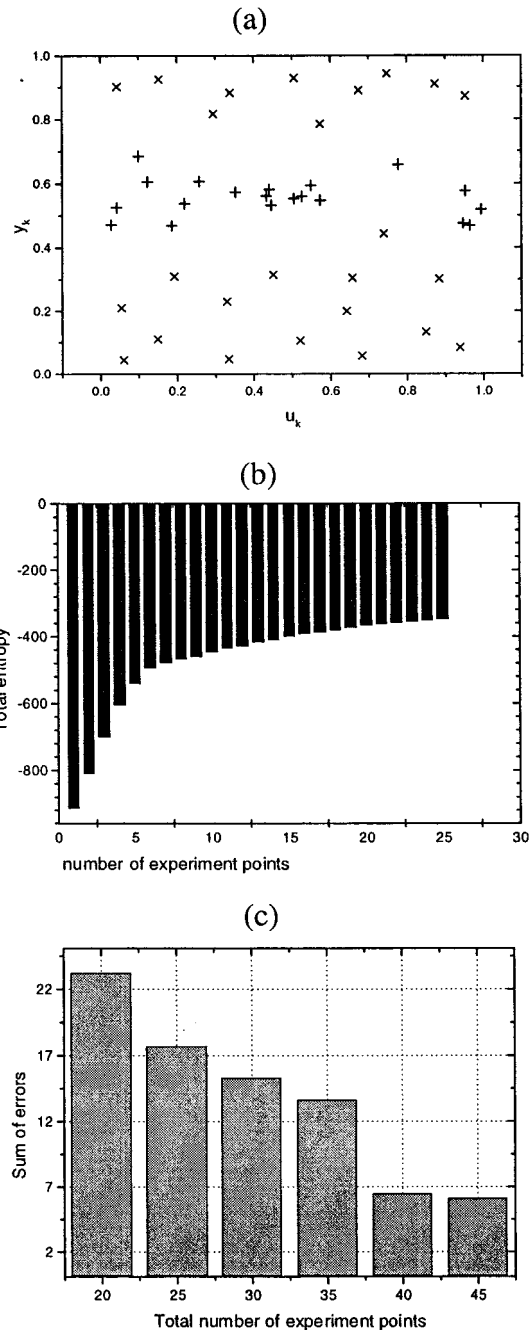 (a)
1.0
0.8
0.6
0.4
0.2
0.0
y_k
0.0 0.2 0.4 0.6 0.8 1.0
u_k
(b)
0
-200
-400
-600
-800
Total entropy
0 5 10 15 20 25 30
number of experiment points
(c)
22
17
12
7
2
Sum of errors
20 25 30 35 40 45
Total number of experiment points